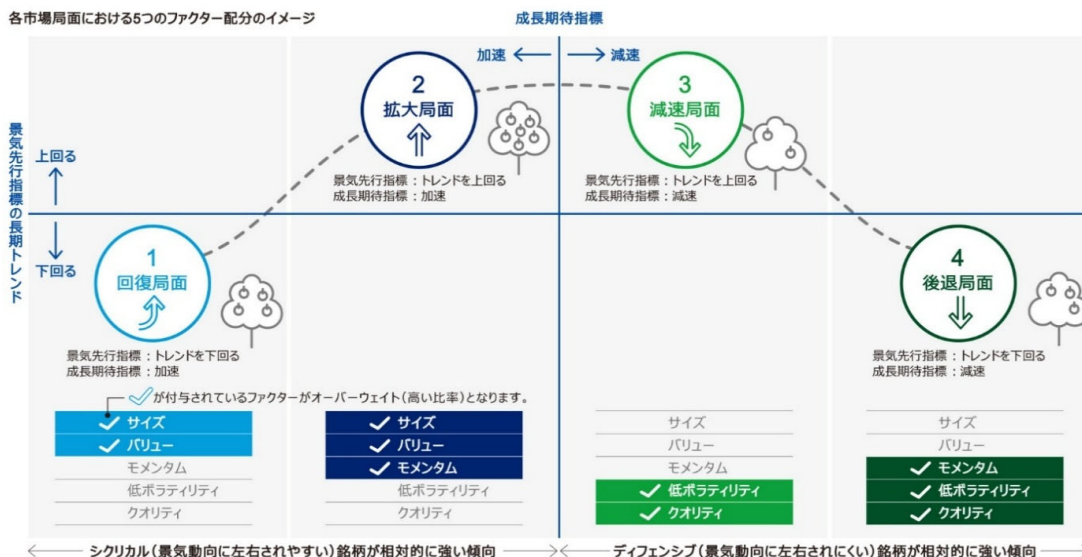 各市場局面における5つのファクター配分のイメージ
成長期待指標
加速
減速
景気先行指標の長期トレンド
上回る
下回る
1
回復局面
景気先行指標：トレンドを下回る
成長期待指標：加速
2
拡大局面
景気先行指標：トレンドを上回る
成長期待指標：加速
3
減速局面
景気先行指標：トレンドを上回る
成長期待指標：減速
4
後退局面
景気先行指標：トレンドを下回る
成長期待指標：減速
が付与されているファクターがオーバーウェイト（高い比率）となります。
サイズ
バリュー
モメンタム
低ボラティリティ
クオリティ
サイズ
バリュー
モメンタム
低ボラティリティ
クオリティ
サイズ
バリュー
モメンタム
低ボラティリティ
クオリティ
サイズ
バリュー
モメンタム
低ボラティリティ
クオリティ
シクリカル（景気動向に左右されやすい）銘柄が相対的に強い傾向
ディフェンシブ（景気動向に左右されにくい）銘柄が相対的に強い傾向